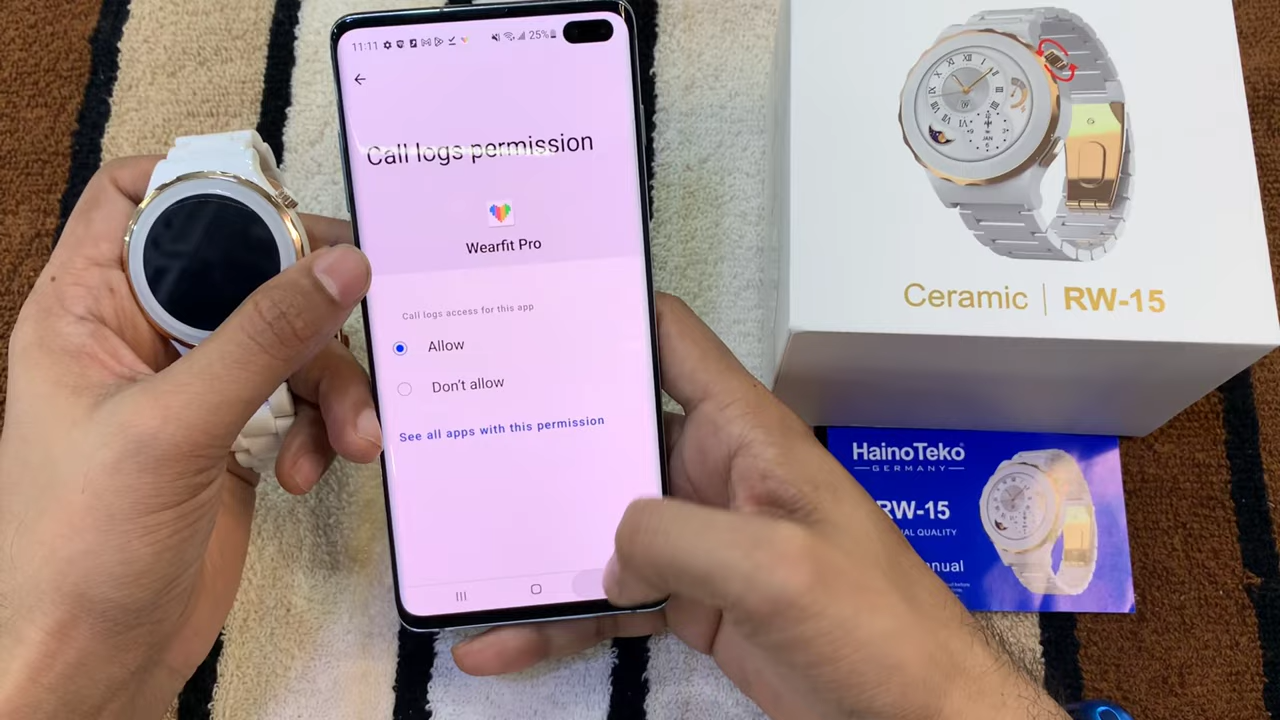 11:11
25%
Call logs permission
Wearfit Pro
Call logs access for this app
Allow
Don't allow
See all apps with this permission
Ceramic | RW-15
HainoTeko
GERMANY
RW-15
QUALITY